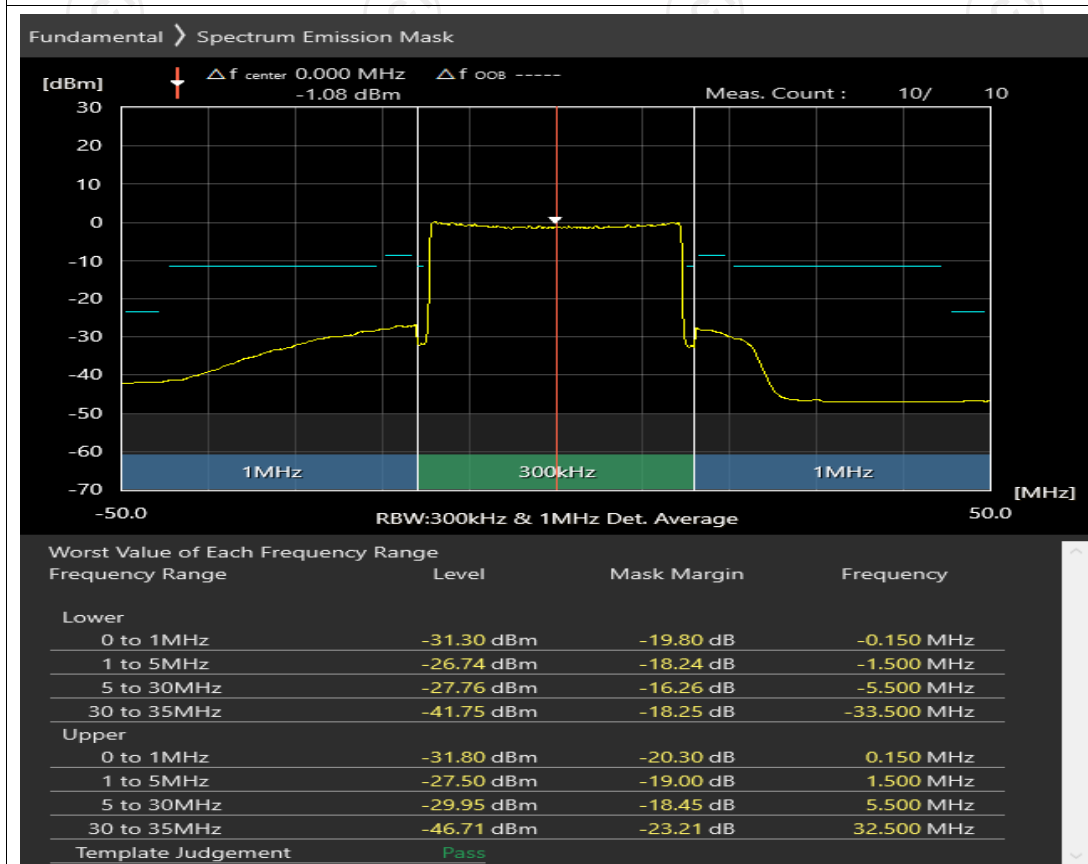 Fundamental 〉 Spectrum Emission Mask
Δf center 0.000 MHz Δf OOB -----
[dBm] -1.08 dBm Meas. Count : 10/ 10
30
20
10
0
-10
-20
-30
-40
-50
-60
1MHz 300kHz 1MHz
-70
[MHz]
-50.0 RBW:300kHz & 1MHz Det. Average 50.0
Worst Value of Each Frequency Range
Frequency Range Level Mask Margin Frequency
Lower
0 to 1MHz -31.30 dBm -19.80 dB -0.150 MHz
1 to 5MHz -26.74 dBm -18.24 dB -1.500 MHz
5 to 30MHz -27.76 dBm -16.26 dB -5.500 MHz
30 to 35MHz -41.75 dBm -18.25 dB -33.500 MHz
Upper
0 to 1MHz -31.80 dBm -20.30 dB 0.150 MHz
1 to 5MHz -27.50 dBm -19.00 dB 1.500 MHz
5 to 30MHz -29.95 dBm -18.45 dB 5.500 MHz
30 to 35MHz -46.71 dBm -23.21 dB 32.500 MHz
Template Judgement Pass